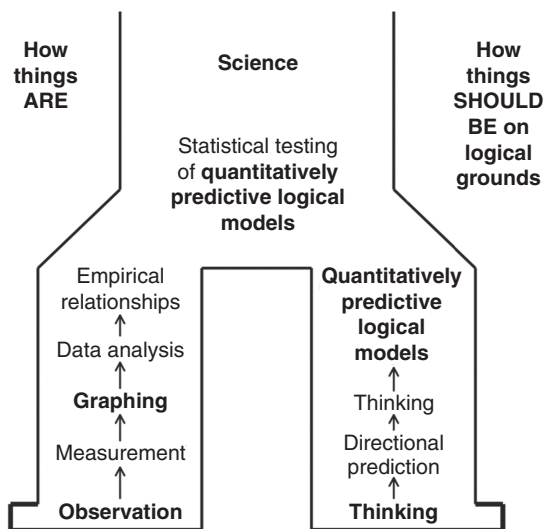 How
things
ARE
Science
How
things
SHOULD
BE on
logical
grounds
Statistical testing
of quantitatively
predictive logical
models
Empirical
relationships
Data analysis
Graphing
Measurement
Observation
Quantitatively
predictive
logical
models
Thinking
Directional
prediction
Thinking